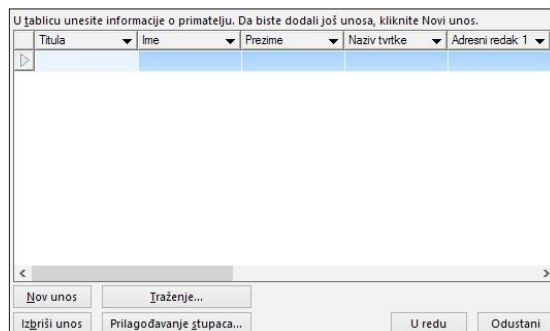 U tablicu unesite informacije o primatelju. Da biste dodali još unosa, kliknite Novi unos.
Titula Ime Prezime Naziv tvrtke Adresni redak 1
Nov unos Traženje...
Izbriši unos Prilagođavanje stupaca... U redu Odustani